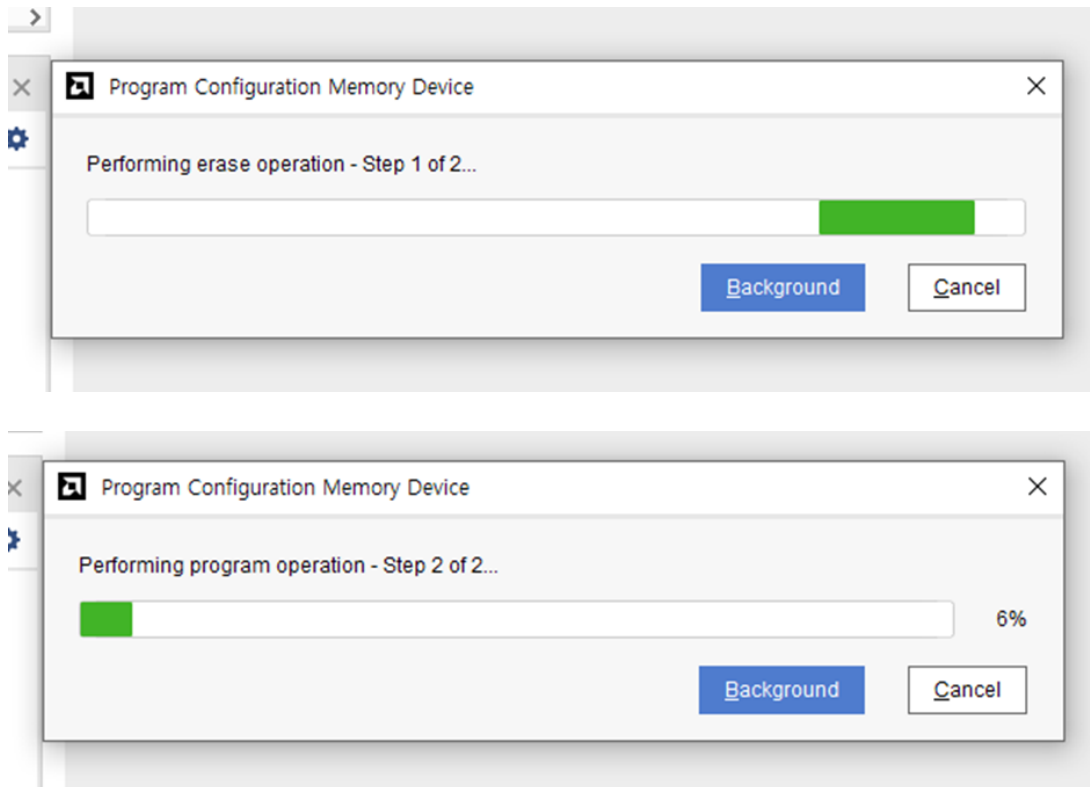 Program Configuration Memory Device
Performing erase operation - Step 1 of 2...
Background
Cancel
Program Configuration Memory Device
Performing program operation - Step 2 of 2...
6%
Background
Cancel